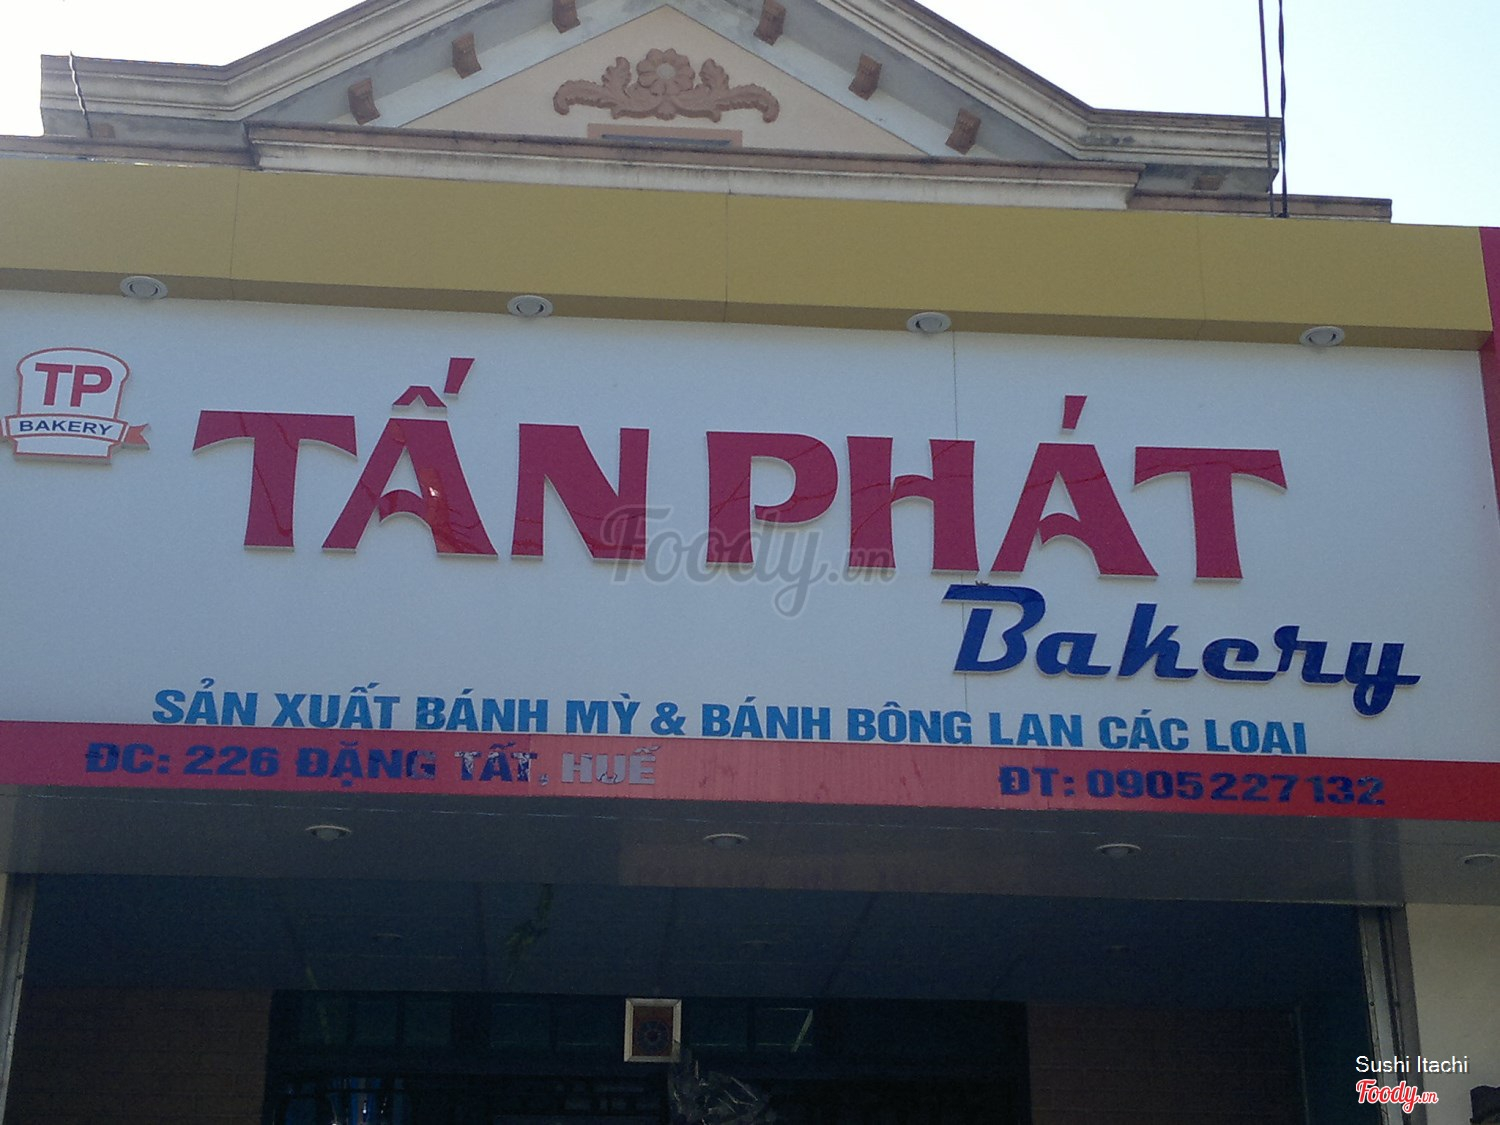 TP
BAKERY
TẤN PHÁT
Bakery
SẢN XUẤT BÁNH MỲ & BÁNH BÔNG LAN CÁC LOẠI
ĐC: 226 ĐẶNG TẤT, HUẾ
ĐT: 0905227132
Foody.vn
Sushi Itachi
Foody.vn